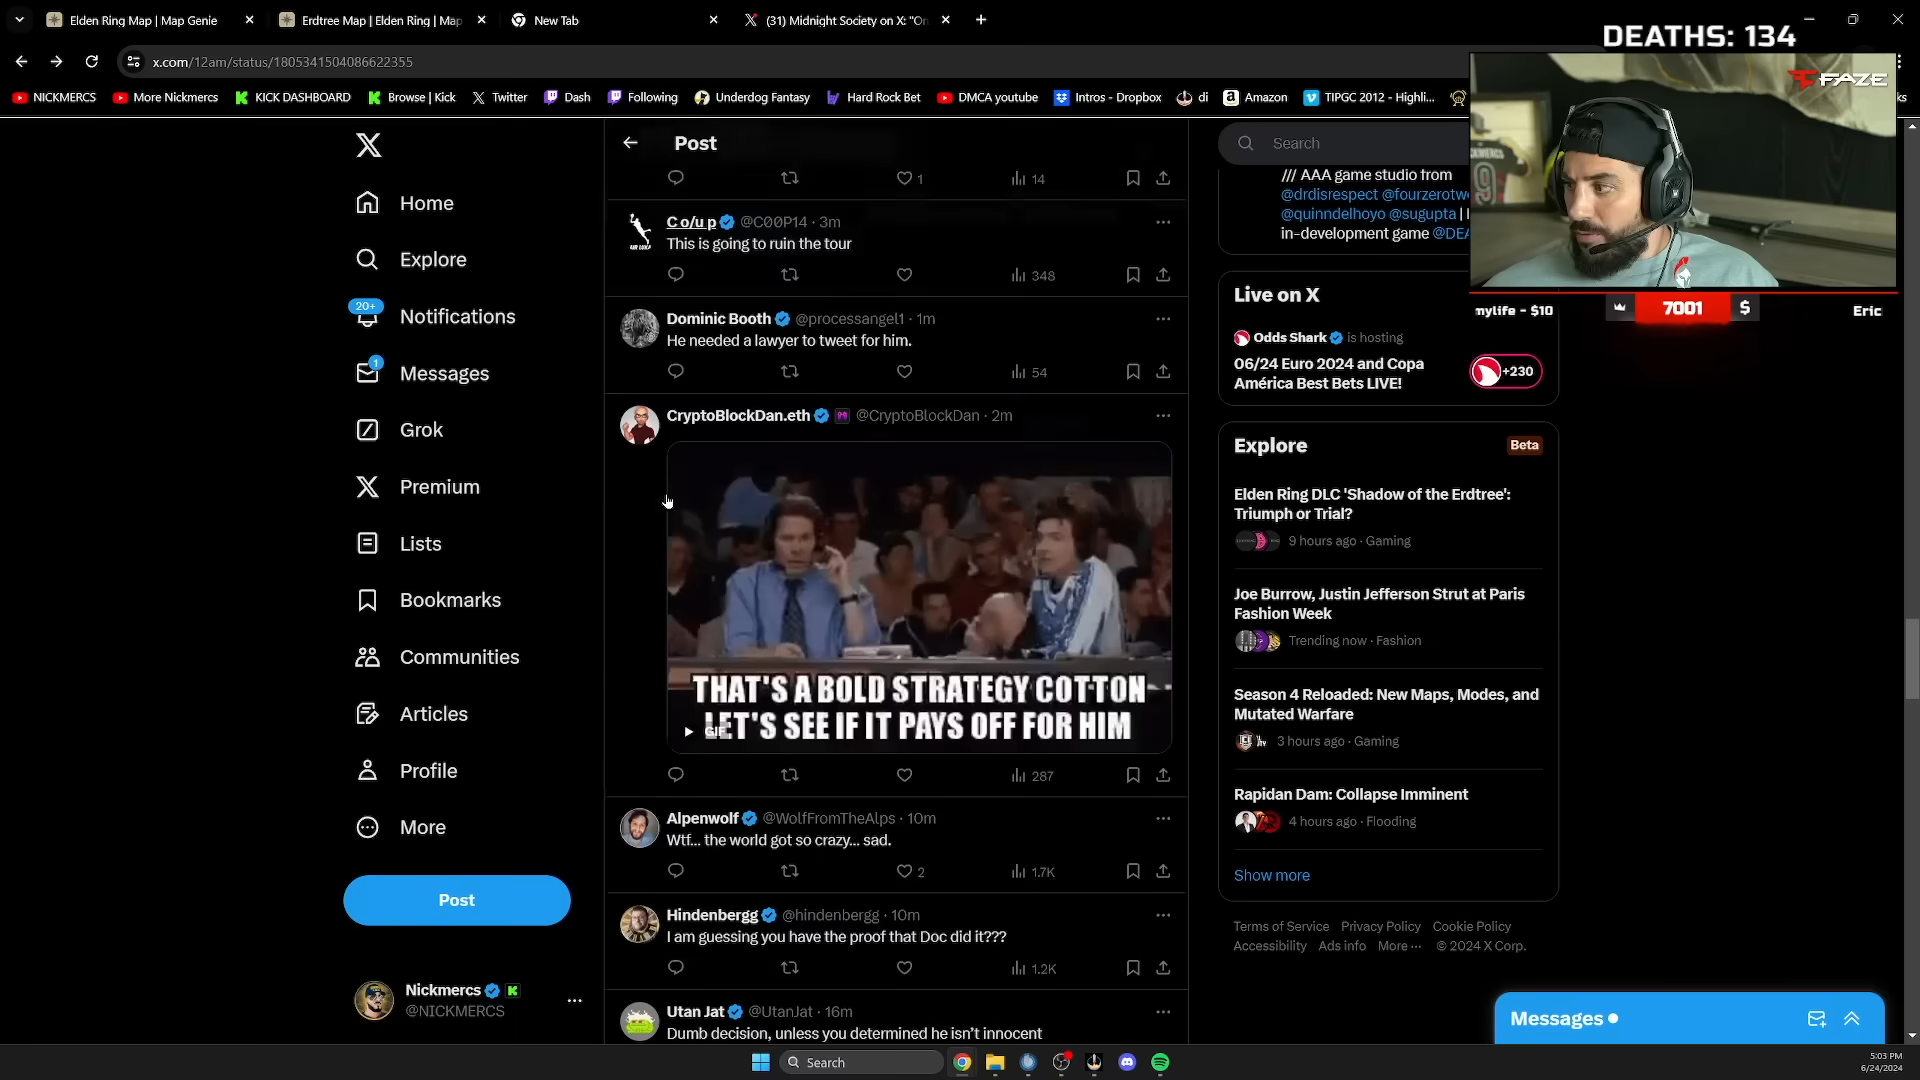 Elden Ring Map | Map Genie
Erdtree Map | Elden Ring | Map
New Tab
(31) Midnight Society on X: "On
DEATHS: 134
x.com/12am/status/1805341504086622355
NICKMERCS
More Nickmercs
KICK DASHBOARD
Browse | Kick
Twitter
Dash
Following
Underdog Fantasy
Hard Rock Bet
DMCA youtube
Intros - Dropbox
di
Amazon
TIPGC 2012 - Highli...
FAZE
Home
Explore
20+
Notifications
1
Messages
Grok
Premium
Lists
Bookmarks
Communities
Articles
Profile
More
Post
Nickmercs
@NICKMERCS
Post
1
14
C o/u p @C00P14 · 3m
This is going to ruin the tour
348
Dominic Booth @processangel1 · 1m
He needed a lawyer to tweet for him.
54
CryptoBlockDan.eth @CryptoBlockDan · 2m
THAT'S A BOLD STRATEGY COTTON
LET'S SEE IF IT PAYS OFF FOR HIM
GIF
287
Alpenwolf @WolfFromTheAlps · 10m
Wtf... the world got so crazy... sad.
2
1.7K
Hindenbergg @hindenbergg · 10m
I am guessing you have the proof that Doc did it???
1.2K
Utan Jat @UtanJat · 16m
Dumb decision, unless you determined he isn't innocent
Search
/// AAA game studio from
@drdisrespect @fourzerotw
@quinndelhoyo @sugupta | I
in-development game @DEA
mylife - $10
7001
$
Eric
Live on X
Odds Shark is hosting
06/24 Euro 2024 and Copa
América Best Bets LIVE!
+230
Explore
Beta
Elden Ring DLC 'Shadow of the Erdtree':
Triumph or Trial?
9 hours ago · Gaming
Joe Burrow, Justin Jefferson Strut at Paris
Fashion Week
Trending now · Fashion
Season 4 Reloaded: New Maps, Modes, and
Mutated Warfare
3 hours ago · Gaming
Rapidan Dam: Collapse Imminent
4 hours ago · Flooding
Show more
Terms of Service Privacy Policy Cookie Policy
Accessibility Ads info More ··· © 2024 X Corp.
Messages
Search
5:03 PM
6/24/2024